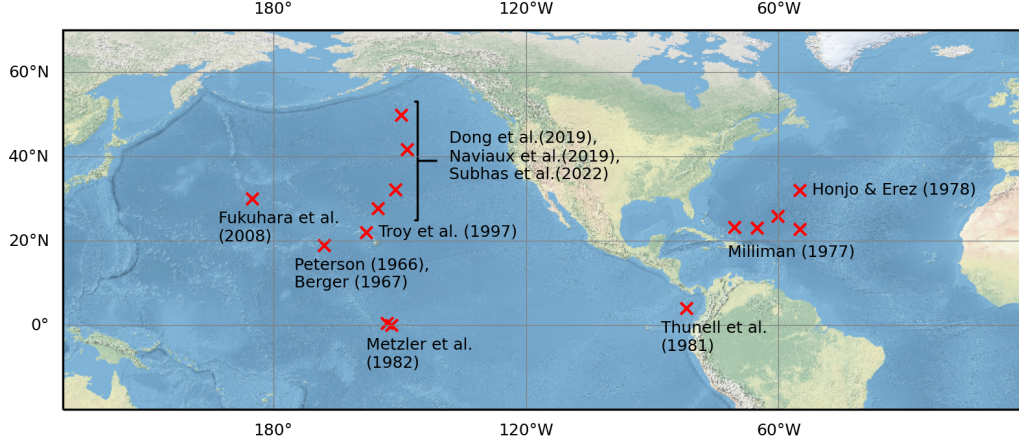 180° 120°W 60°W
60°N
Dong et al.(2019),
40°N
Naviaux et al.(2019),
Subhas et al.(2022)
Honjo & Erez (1978)
Fukuhara et al.
(2008)
Troy et al. (1997)
20°N
Milliman (1977)
Peterson (1966),
Berger (1967)
0°
Thunell et al.
(1981)
Metzler et al.
(1982)
180° 120°W 60°W